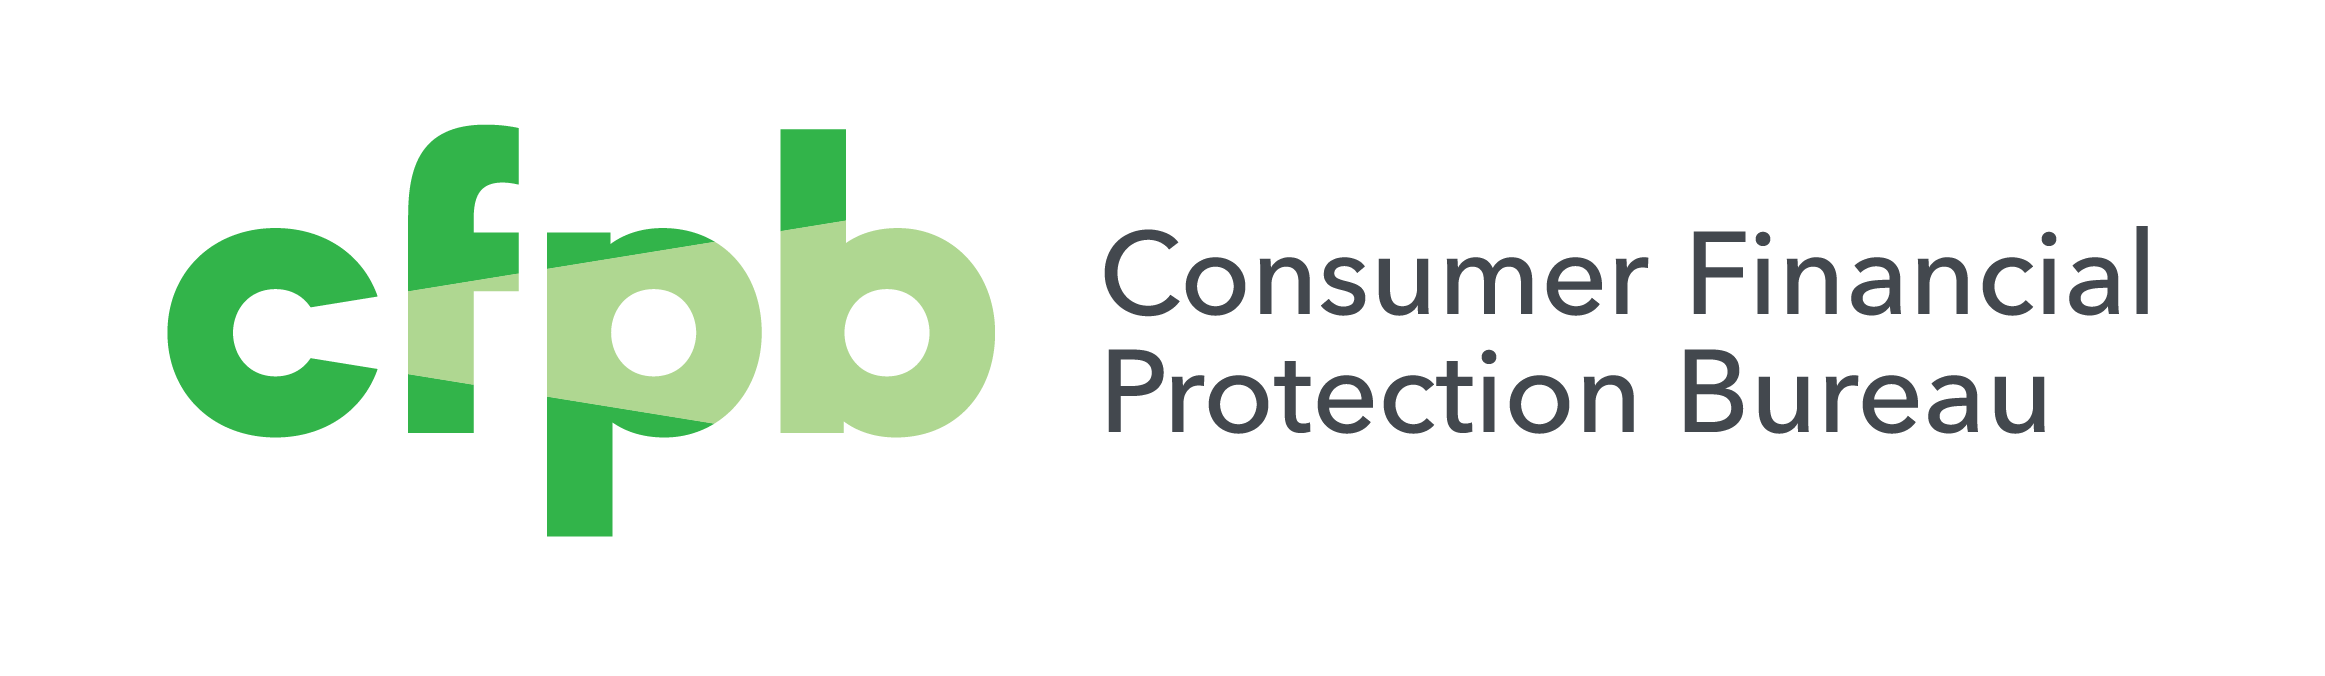 cfpb
Consumer Financial
Protection Bureau